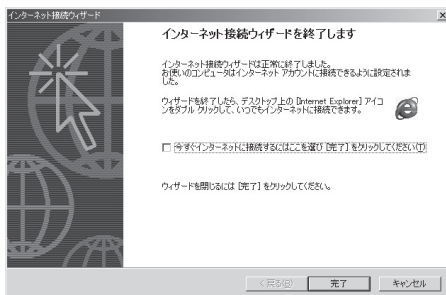 インターネット接続ウィザード
インターネット接続ウィザードを終了します
インターネット接続ウィザードは正常に終了しました。
お使いのコンピュータはインターネット アカウントに接続できるように設定されま
した。
ウィザードを終了したら、デスクトップ上の [Internet Explorer] アイコ
ンをダブル クリックして、いつでもインターネットに接続できます。
今すぐインターネットに接続するにはここを選び [完了] をクリックしてください(T)
ウィザードを閉じるには [完了] をクリックしてください。
< 戻る(B)
完了
キャンセル